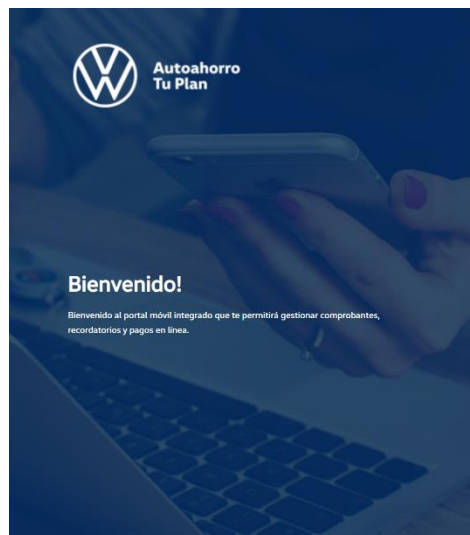 Autoahorro
Tu Plan
Bienvenido!
Bienvenido al portal móvil integrado que te permitirá gestionar comprobantes,
recordatorios y pagos en línea.